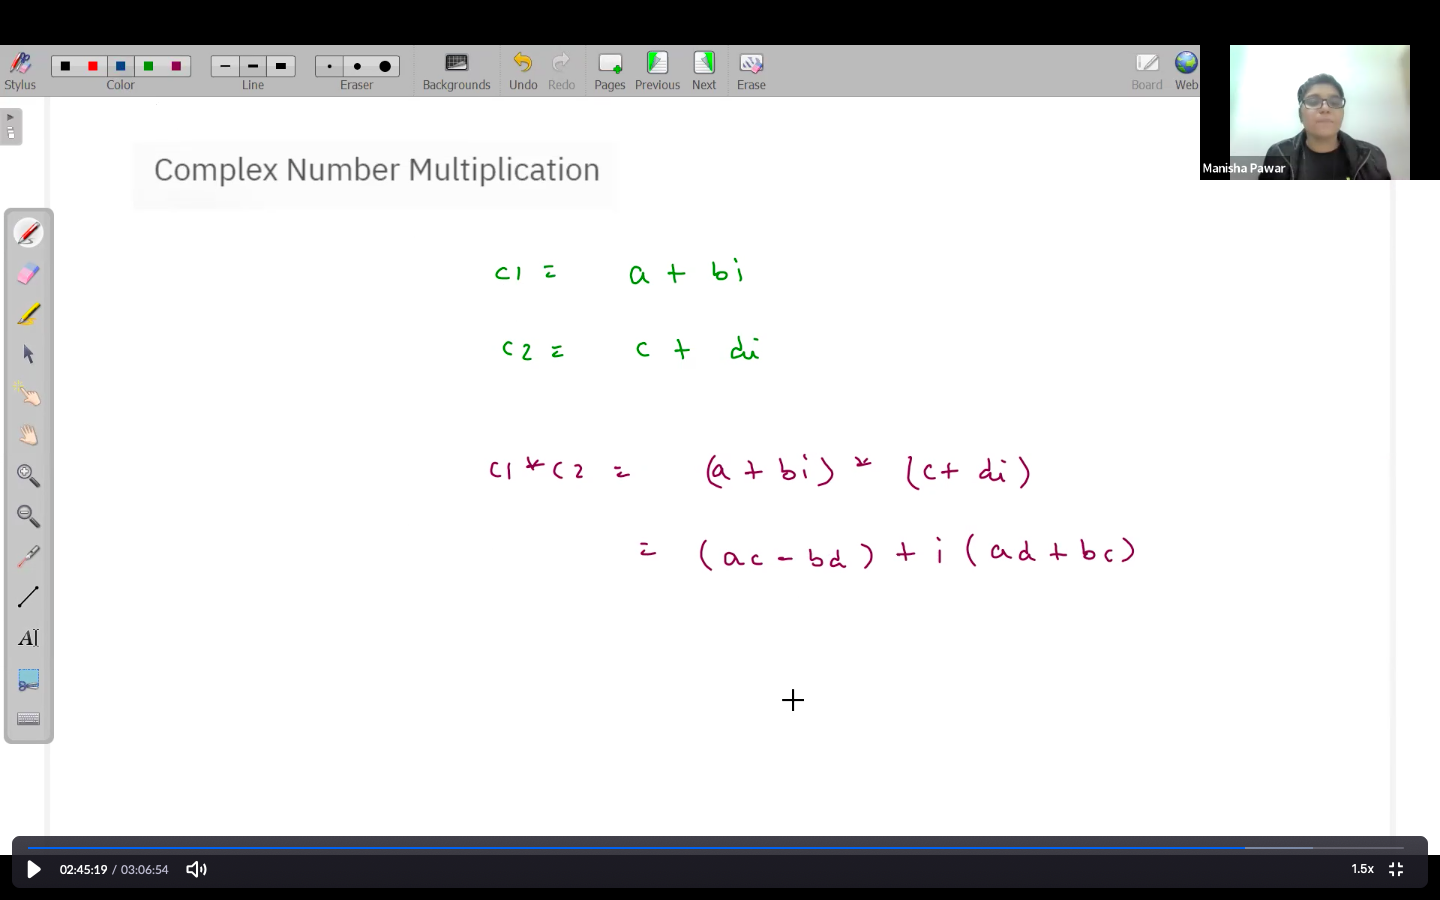 Stylus Color Line Eraser Backgrounds Undo Redo Pages Previous Next Erase Board Web
Manisha Pawar
Complex Number Multiplication
c1 = a + bi
c2 = c + di
c1 * c2 = (a + bi) * (c + di)
= (ac - bd) + i (ad + bc)
AI
02:45:19 / 03:06:54 1.5x